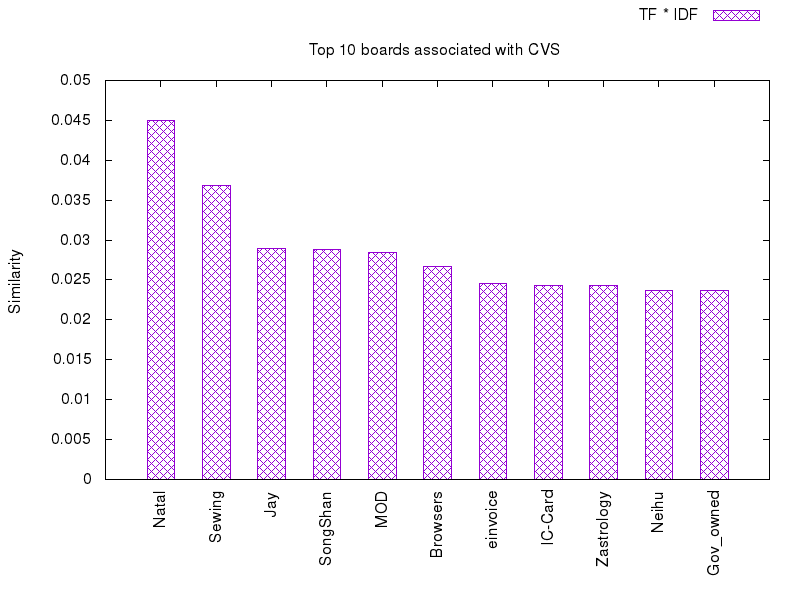 TF * IDF
Top 10 boards associated with CVS
0.05
0.045
0.04
0.035
0.03
0.025
0.02
0.015
0.01
0.005
0
Similarity
Natal
Sewing
Jay
SongShan
MOD
Browsers
einvoice
IC-Card
Zastrology
Neihu
Gov_owned